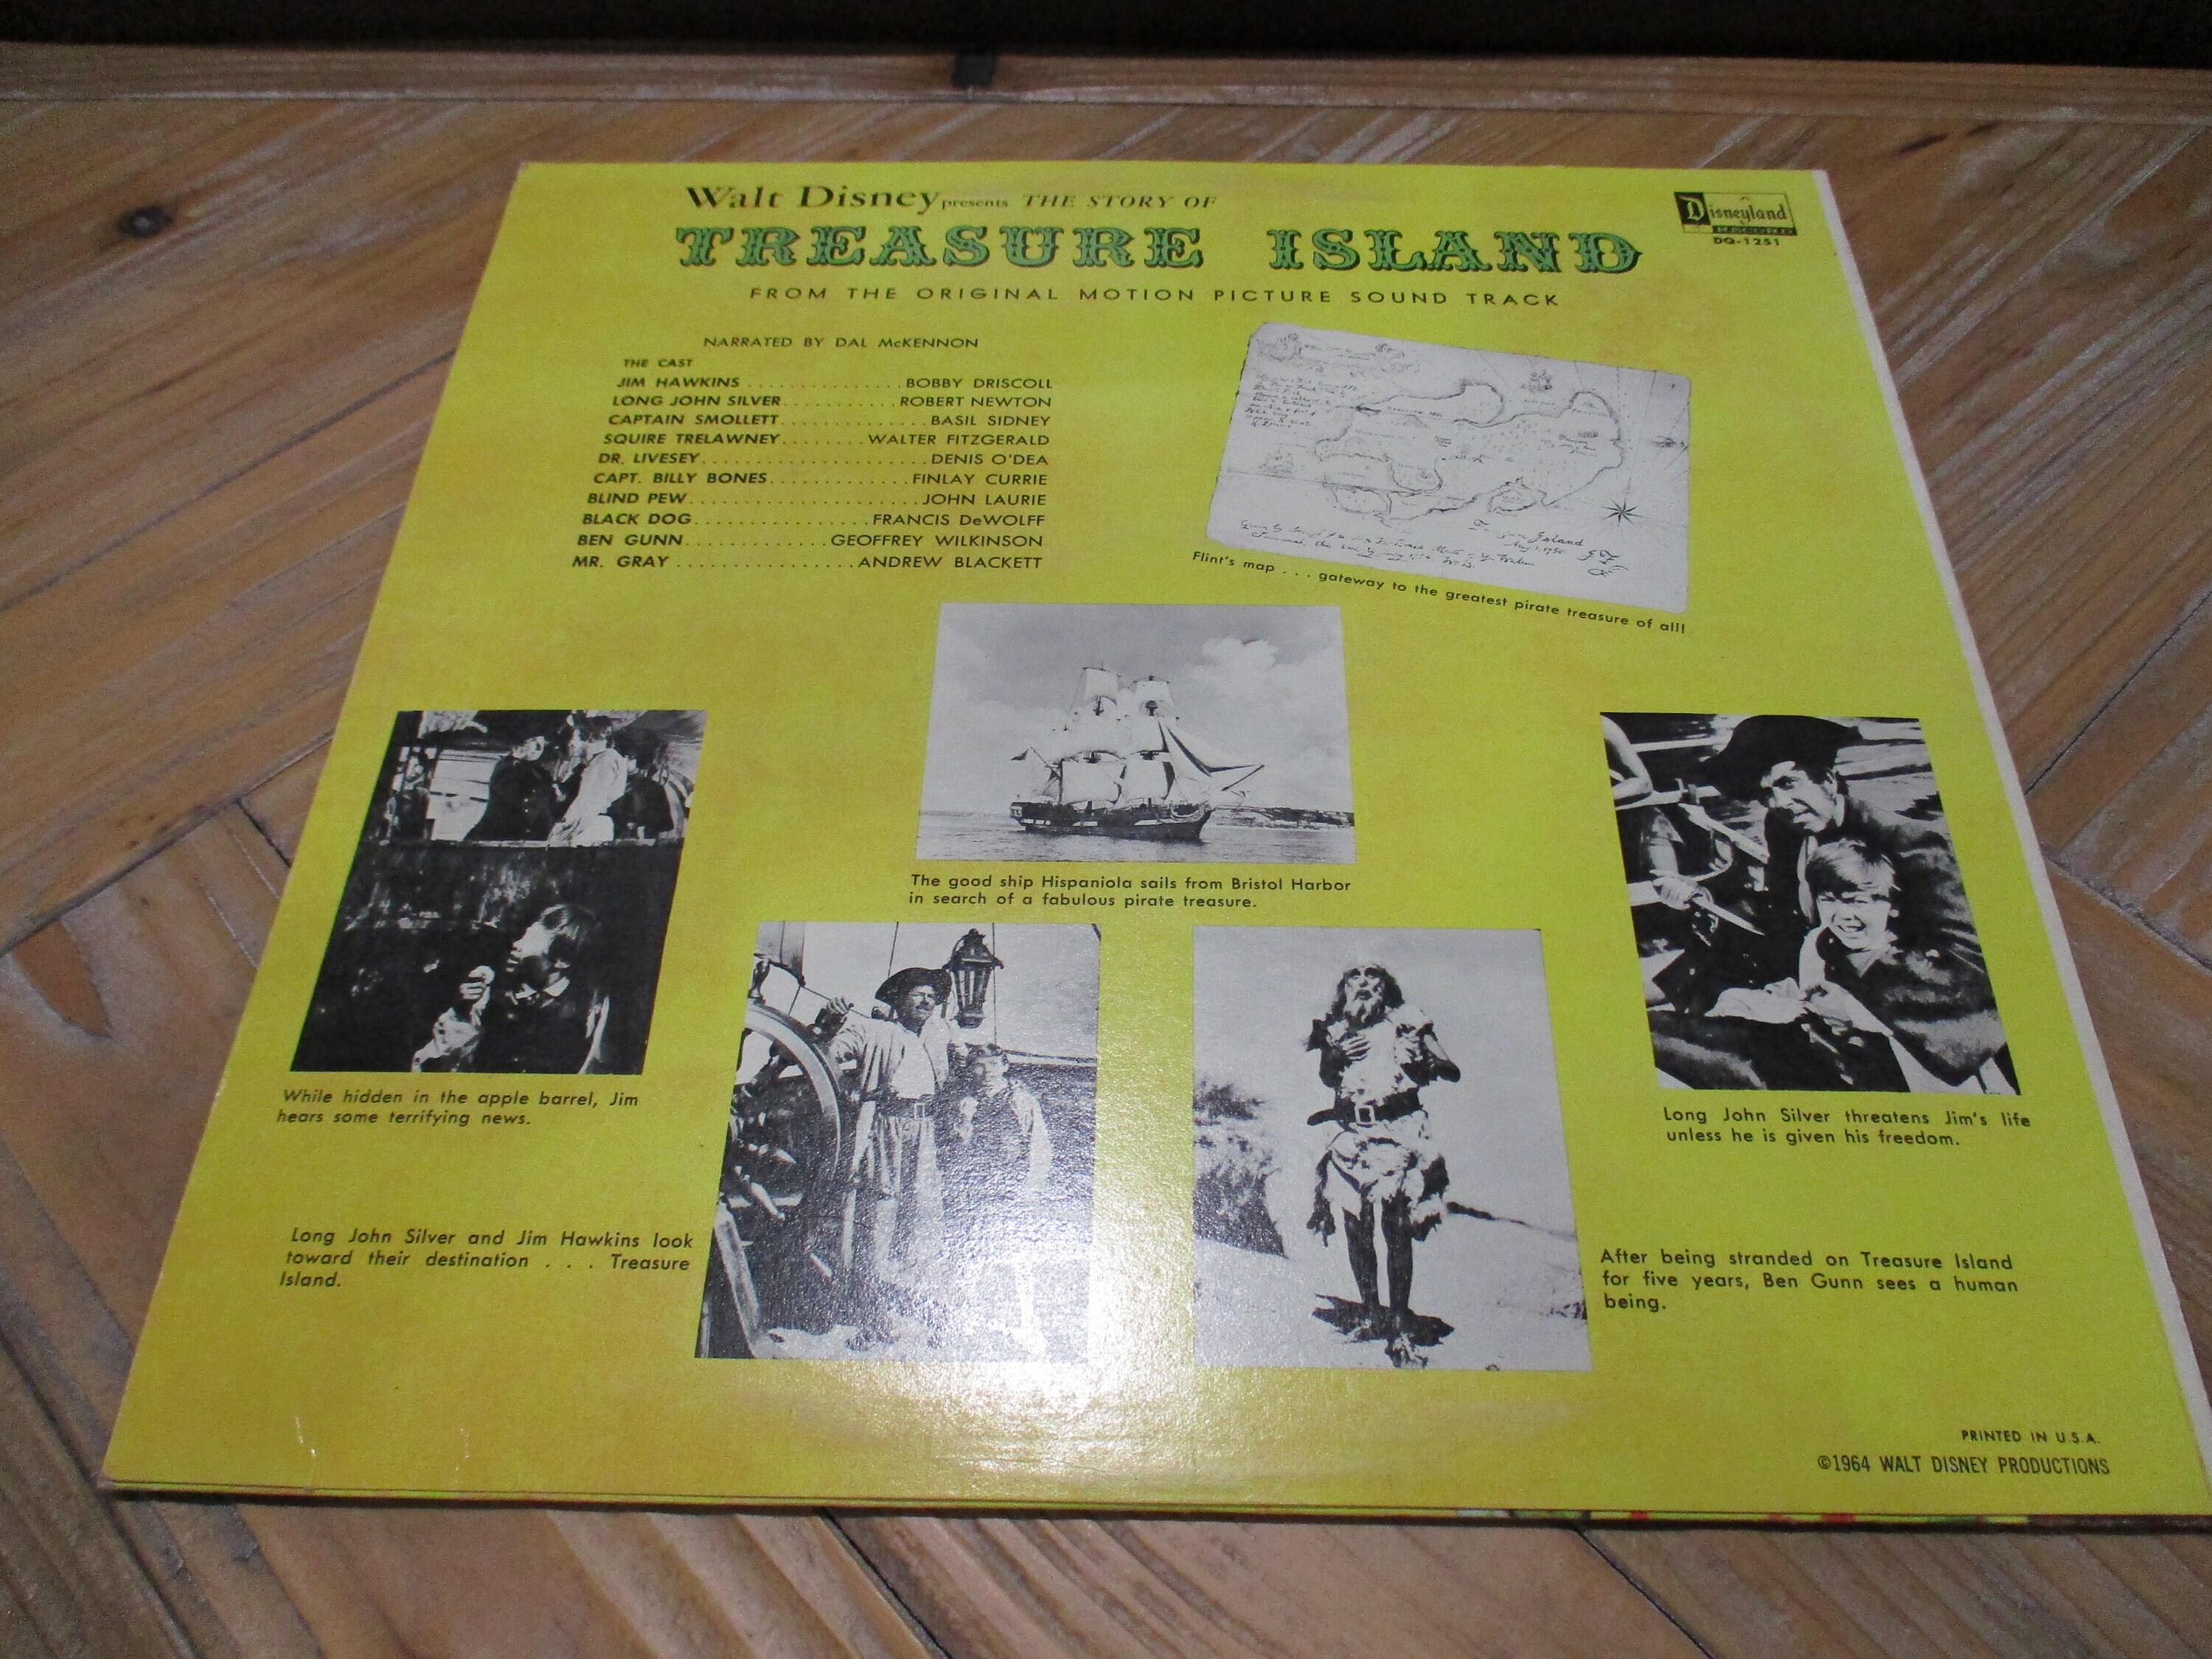 Walt Disney presents THE STORY OF
TREASURE ISLAND
FROM THE ORIGINAL MOTION PICTURE SOUND TRACK
Disneyland
RECORD
DQ-1251
NARRATED BY DAL McKENNON
THE CAST
JIM HAWKINS . . . . . . . . . . . . . . . BOBBY DRISCOLL
LONG JOHN SILVER . . . . . . . . . . . ROBERT NEWTON
CAPTAIN SMOLLETT . . . . . . . . . . . . . . BASIL SIDNEY
SQUIRE TRELAWNEY . . . . . . . . WALTER FITZGERALD
DR. LIVESEY . . . . . . . . . . . . . . . . . . . . . DENIS O'DEA
CAPT. BILLY BONES . . . . . . . . . . . . . FINLAY CURRIE
BLIND PEW . . . . . . . . . . . . . . . . . . . . . . JOHN LAURIE
BLACK DOG . . . . . . . . . . . . . . . . FRANCIS DeWOLFF
BEN GUNN . . . . . . . . . . . . . GEOFFREY WILKINSON
MR. GRAY . . . . . . . . . . . . . . . . ANDREW BLACKETT
Island
Flint's map . . . gateway to the greatest pirate treasure of all!
The good ship Hispaniola sails from Bristol Harbor
in search of a fabulous pirate treasure.
While hidden in the apple barrel, Jim
hears some terrifying news.
Long John Silver threatens Jim's life
unless he is given his freedom.
Long John Silver and Jim Hawkins look
toward their destination . . . Treasure
Island.
After being stranded on Treasure Island
for five years, Ben Gunn sees a human
being.
PRINTED IN U.S.A.
©1964 WALT DISNEY PRODUCTIONS